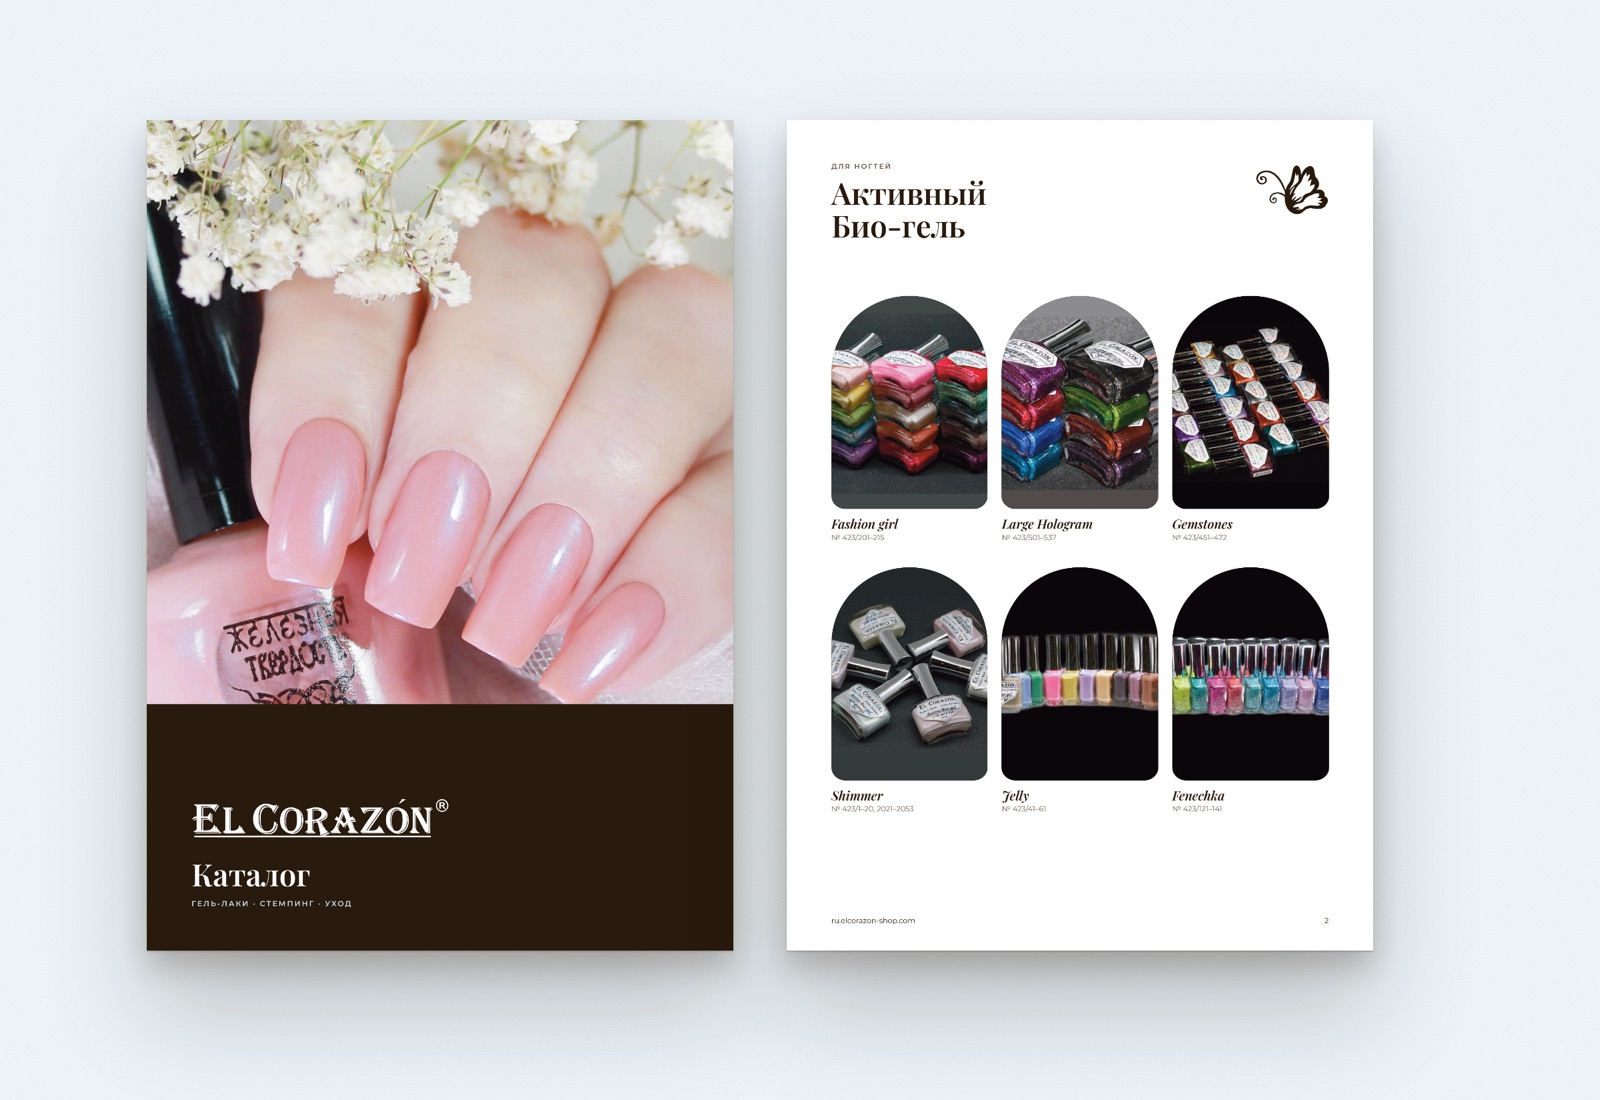 ЖЕЛЕЗНАЯ
ТВЕРДОС
EL CORAZÓN®
Каталог
ГЕЛЬ-ЛАКИ · СТЕМПИНГ · УХОД
ДЛЯ НОГТЕЙ
Активный
Био-гель
Fashion girl
№ 423/201–215
Large Hologram
№ 423/501–537
Gemstones
№ 423/451–472
Shimmer
№ 423/1–20, 2021–2053
Jelly
№ 423/41–61
Fenechka
№ 423/121–141
ru.elcorazon-shop.com
2